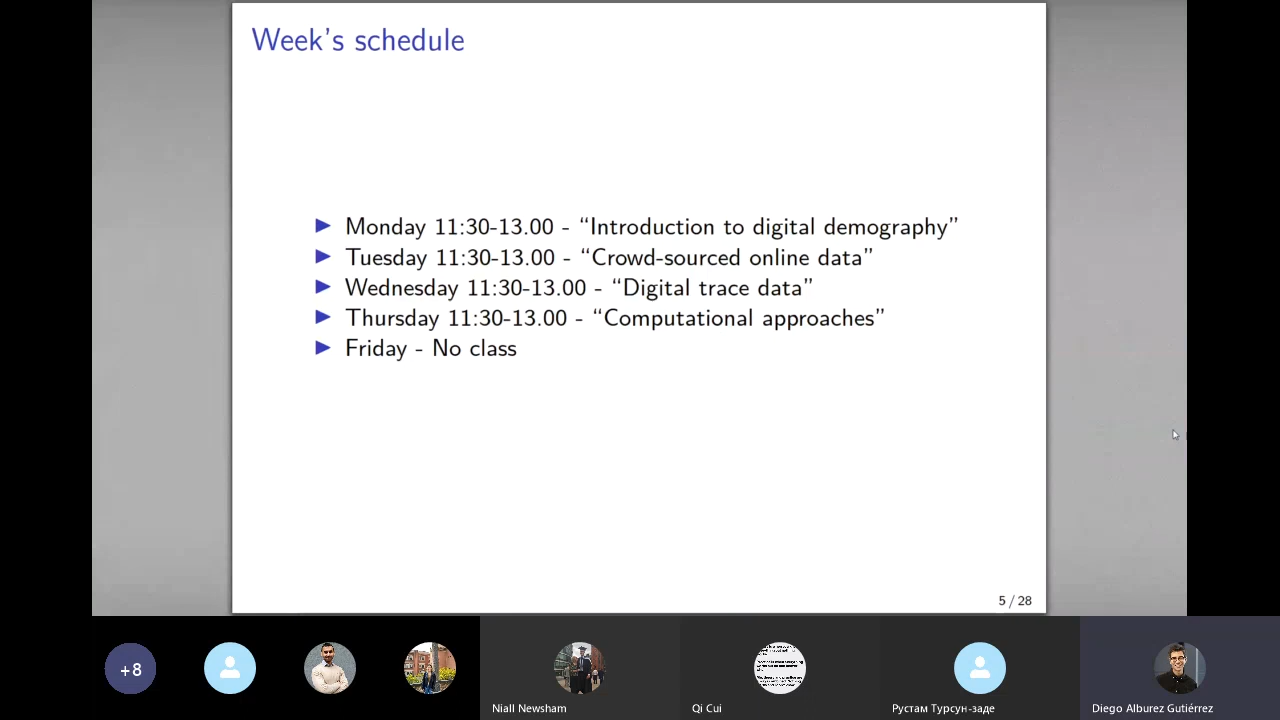 Week's schedule
▶ Monday 11:30-13.00 - “Introduction to digital demography”
▶ Tuesday 11:30-13.00 - “Crowd-sourced online data”
▶ Wednesday 11:30-13.00 - “Digital trace data”
▶ Thursday 11:30-13.00 - “Computational approaches”
▶ Friday - No class
5 / 28
+8
Niall Newsham
Qi Cui
Рустам Турсун-заде
Diego Alburez Gutiérrez